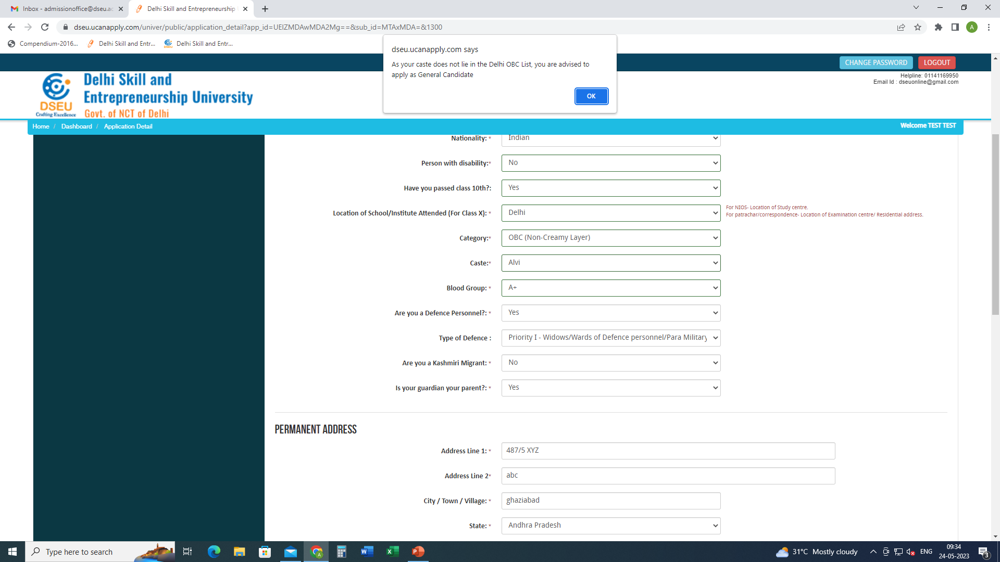 Inbox - admissionoffice@dseu.ac
Delhi Skill and Entrepreneurship
dseu.ucanapply.com/univer/public/application_detail?app_id=UElZMDAwMDA2Mg==&sub_id=MTAxMDA=&1300
A
Compendium-2016...
Delhi Skill and Entr...
Delhi Skill and Entr...
dseu.ucanapply.com says
As your caste does not lie in the Delhi OBC List, you are advised to
apply as General Candidate
OK
CHANGE PASSWORD
LOGOUT
Helpline: 01141169950
Email Id : dseuonline@gmail.com
DSEU
Crafting Excellence
Delhi Skill and
Entrepreneurship University
Govt. of NCT of Delhi
Home / Dashboard / Application Detail
Welcome TEST TEST
Nationality: * Indian
Person with disability:* No
Have you passed class 10th?: Yes
Location of School/Institute Attended (For Class X): * Delhi
For NIOS- Location of Study centre.
For patrachar/correspondence- Location of Examination centre/ Residential address.
Category:* OBC (Non-Creamy Layer)
Caste:* Alvi
Blood Group: * A+
Are you a Defence Personnel?: * Yes
Type of Defence : Priority I - Widows/Wards of Defence personnel/Para Military
Are you a Kashmiri Migrant: * No
Is your guardian your parent?: * Yes
PERMANENT ADDRESS
Address Line 1: * 487/5 XYZ
Address Line 2* abc
City / Town / Village: * ghaziabad
State: * Andhra Pradesh
Type here to search
31°C Mostly cloudy
ENG
09:34
24-05-2023
3